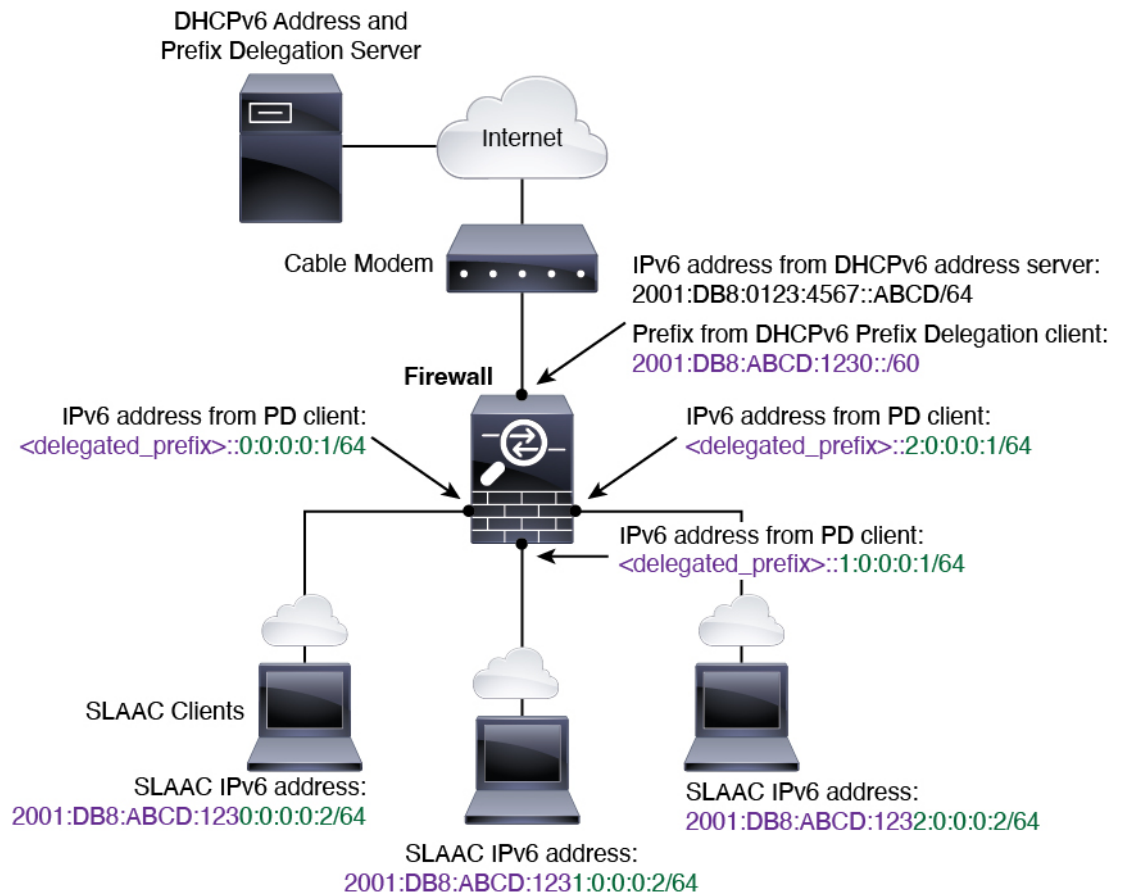 DHCPv6 Address and
Prefix Delegation Server
Internet
Cable Modem
IPv6 address from DHCPv6 address server:
2001:DB8:0123:4567::ABCD/64
Prefix from DHCPv6 Prefix Delegation client:
2001:DB8:ABCD:1230::/60
Firewall
IPv6 address from PD client:
<delegated_prefix>::0:0:0:0:1/64
IPv6 address from PD client:
<delegated_prefix>::2:0:0:0:1/64
IPv6 address from PD client:
<delegated_prefix>::1:0:0:0:1/64
SLAAC Clients
SLAAC IPv6 address:
2001:DB8:ABCD:1230:0:0:0:2/64
SLAAC IPv6 address:
2001:DB8:ABCD:1232:0:0:0:2/64
SLAAC IPv6 address:
2001:DB8:ABCD:1231:0:0:0:2/64